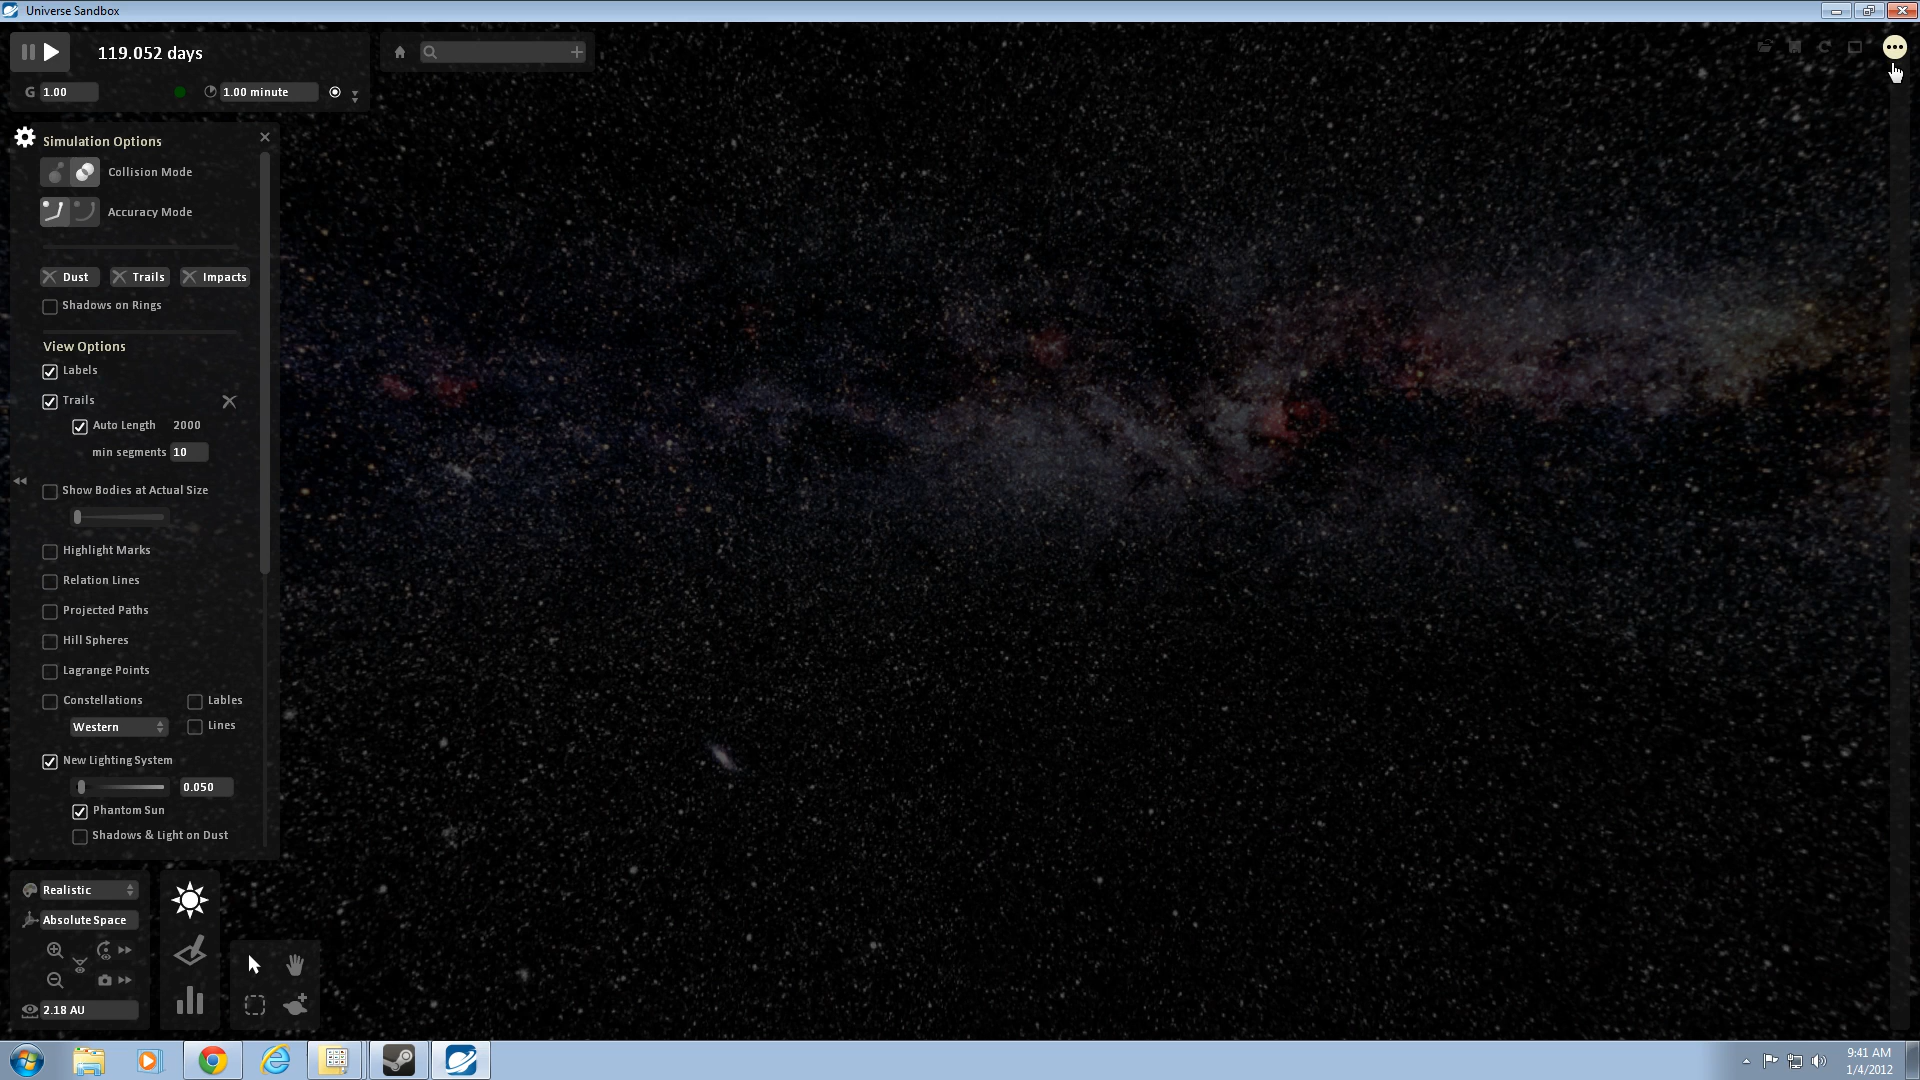 Universe Sandbox
119.052 days
G 1.00
1.00 minute
Simulation Options
Collision Mode
Accuracy Mode
Dust Trails Impacts
Shadows on Rings
View Options
Labels
Trails
Auto Length 2000
min segments 10
Show Bodies at Actual Size
Highlight Marks
Relation Lines
Projected Paths
Hill Spheres
Lagrange Points
Constellations Lables
Western Lines
New Lighting System
0.050
Phantom Sun
Shadows & Light on Dust
Realistic
Absolute Space
2.18 AU
9:41 AM
1/4/2012